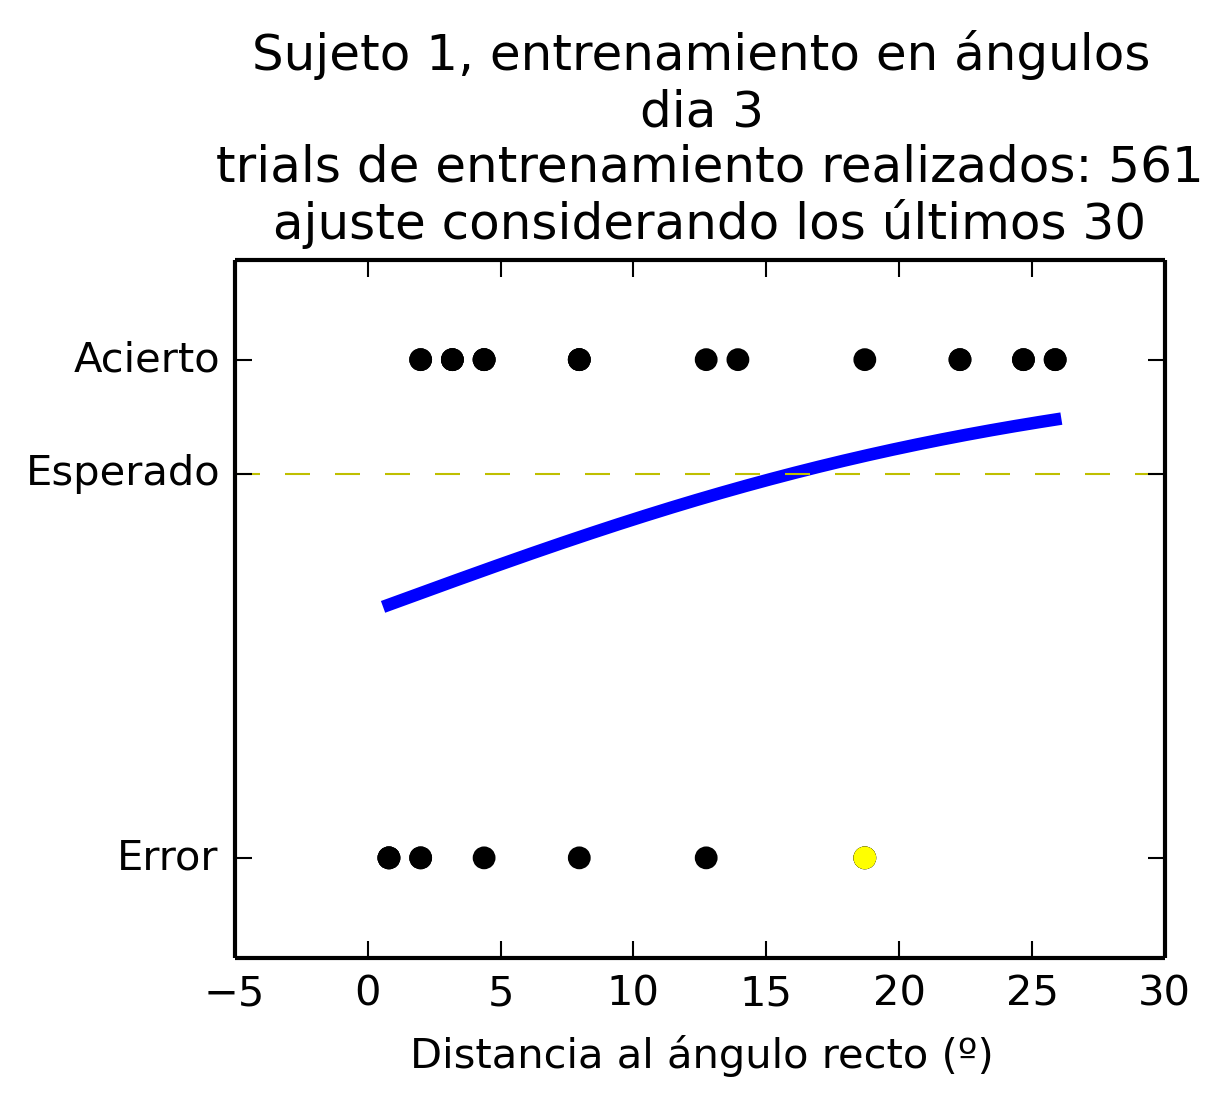 Sujeto 1, entrenamiento en ángulos
dia 3
trials de entrenamiento realizados: 561
ajuste considerando los últimos 30
Acierto
Esperado
Error
−5 0 5 10 15 20 25 30
Distancia al ángulo recto (º)